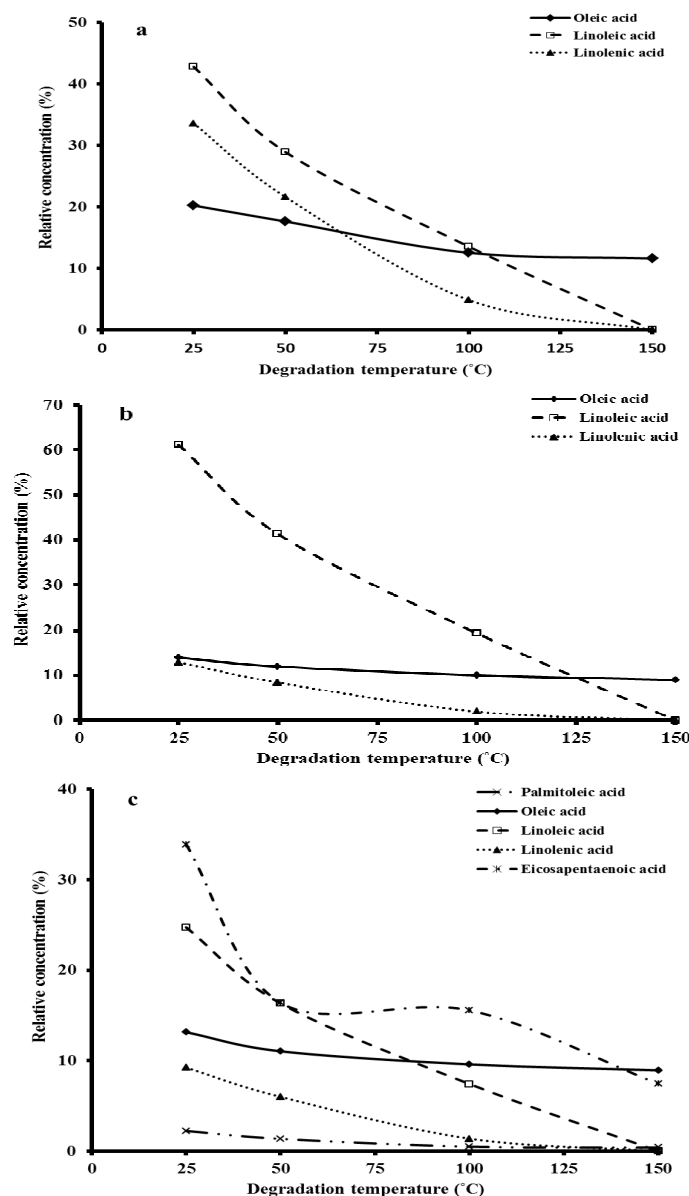 a
Oleic acid
Linoleic acid
Linolenic acid
50
40
30
20
10
0
Relative concentration (%)
0 25 50 75 100 125 150
Degradation temperature (˚C)
b
Oleic acid
Linoleic acid
Linolenic acid
70
60
50
40
30
20
10
0
Relative concentration (%)
0 25 50 75 100 125 150
Degradation temperature (˚C)
c
Palmitoleic acid
Oleic acid
Linoleic acid
Linolenic acid
Eicosapentaenoic acid
40
30
20
10
0
Relative concentration (%)
0 25 50 75 100 125 150
Degradation temperature (˚C)